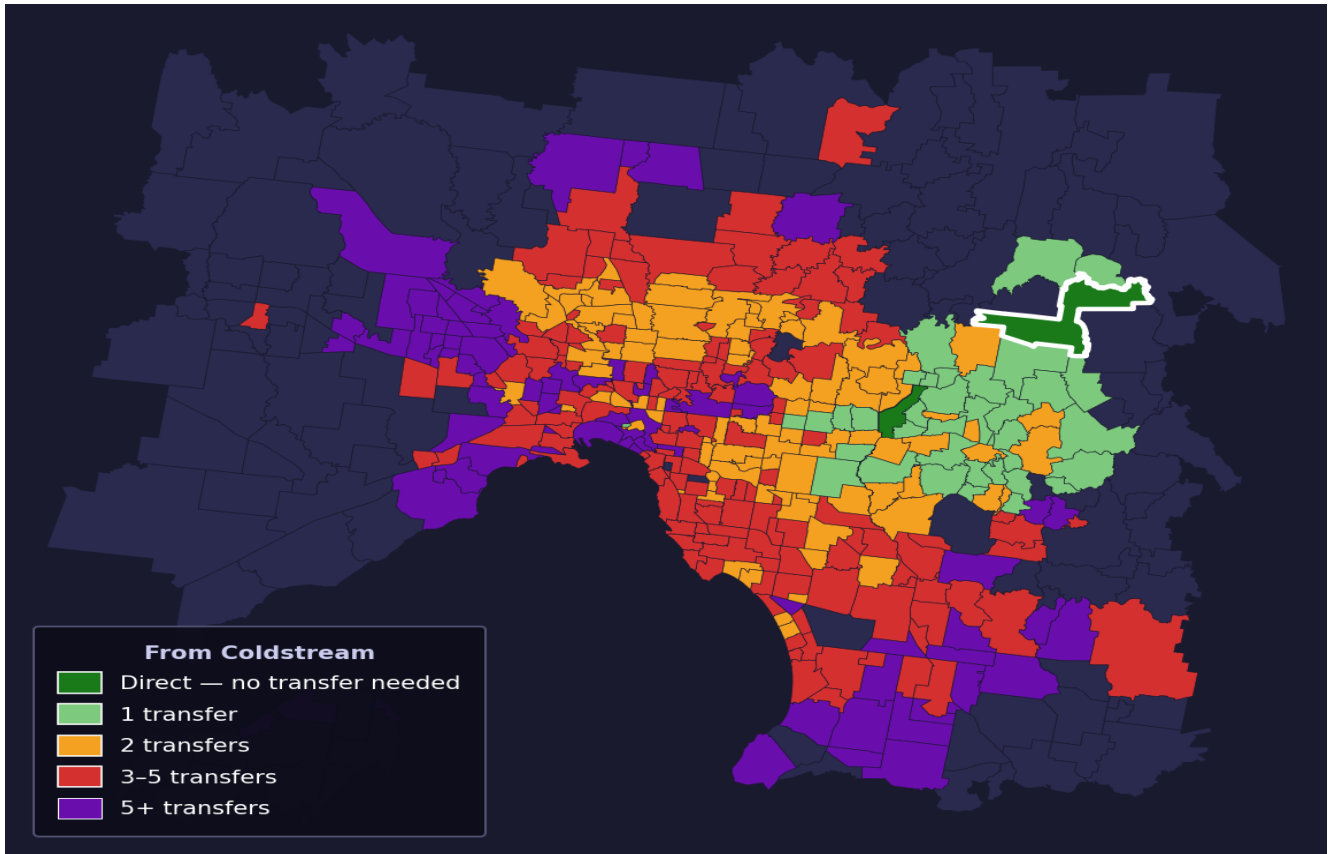 From Coldstream
Direct — no transfer needed
1 transfer
2 transfers
3–5 transfers
5+ transfers